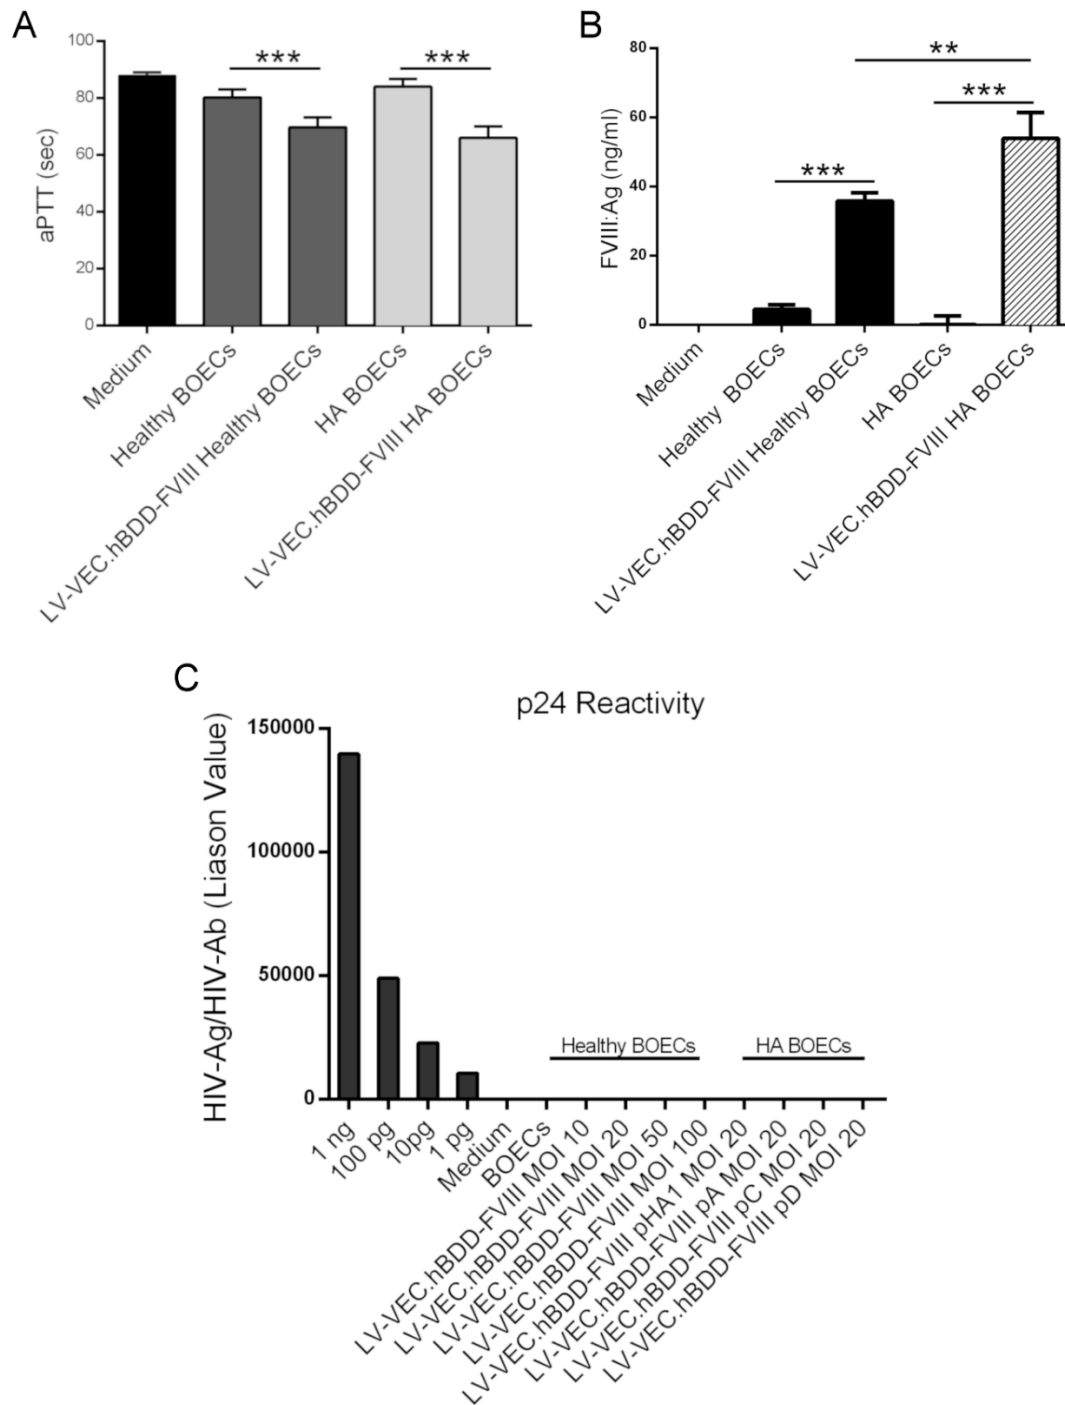 A
100
80
60
40
20
0
aPTT (sec)
***
***
Medium
Healthy BOECs
LV-VEC.hBDD-FVIII Healthy BOECs
HA BOECs
LV-VEC.hBDD-FVIII HA BOECs
B
80
60
40
20
0
FVIII:Ag (ng/ml)
**
***
***
Medium
Healthy BOECs
LV-VEC.hBDD-FVIII Healthy BOECs
HA BOECs
LV-VEC.hBDD-FVIII HA BOECs
C
p24 Reactivity
150000
100000
50000
0
HIV-Ag/HIV-Ab (Liason Value)
Healthy BOECs
HA BOECs
1 ng
100 pg
10pg
1 pg
Medium
BOECs
LV-VEC.hBDD-FVIII MOI 10
LV-VEC.hBDD-FVIII MOI 20
LV-VEC.hBDD-FVIII MOI 50
LV-VEC.hBDD-FVIII MOI 100
LV-VEC.hBDD-FVIII pHA1 MOI 20
LV-VEC.hBDD-FVIII pA MOI 20
LV-VEC.hBDD-FVIII pC MOI 20
LV-VEC.hBDD-FVIII pD MOI 20